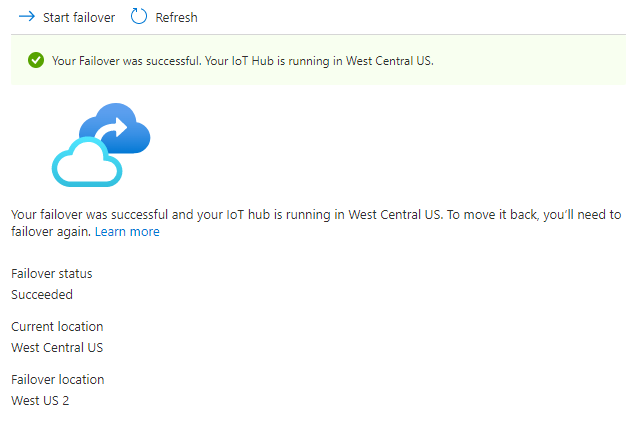 Start failover Refresh
Your Failover was successful. Your IoT Hub is running in West Central US.
Your failover was successful and your IoT hub is running in West Central US. To move it back, you'll need to
failover again. Learn more
Failover status
Succeeded
Current location
West Central US
Failover location
West US 2